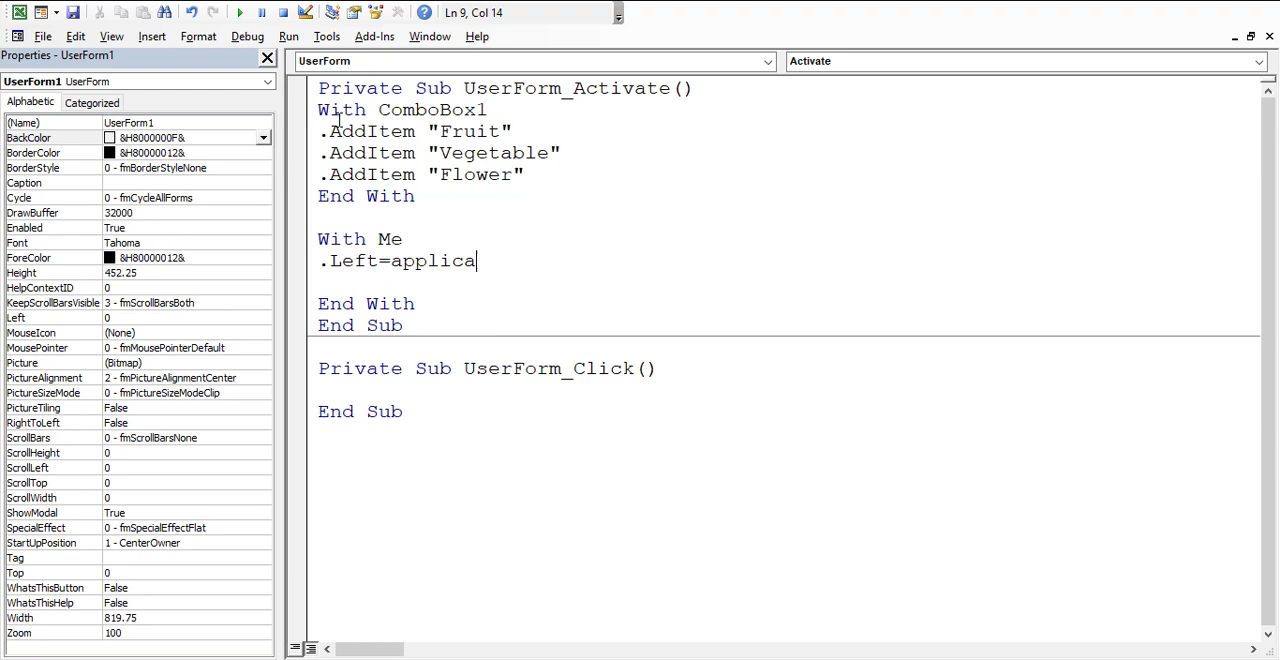 Ln 9, Col 14
File Edit View Insert Format Debug Run Tools Add-Ins Window Help
Properties - UserForm1
UserForm1 UserForm
Alphabetic Categorized
(Name) UserForm1
BackColor &H8000000F&
BorderColor &H80000012&
BorderStyle 0 - fmBorderStyleNone
Caption
Cycle 0 - fmCycleAllForms
DrawBuffer 32000
Enabled True
Font Tahoma
ForeColor &H80000012&
Height 452.25
HelpContextID 0
KeepScrollBarsVisible 3 - fmScrollBarsBoth
Left 0
MouseIcon (None)
MousePointer 0 - fmMousePointerDefault
Picture (Bitmap)
PictureAlignment 2 - fmPictureAlignmentCenter
PictureSizeMode 0 - fmPictureSizeModeClip
PictureTiling False
RightToLeft False
ScrollBars 0 - fmScrollBarsNone
ScrollHeight 0
ScrollLeft 0
ScrollTop 0
ScrollWidth 0
ShowModal True
SpecialEffect 0 - fmSpecialEffectFlat
StartUpPosition 1 - CenterOwner
Tag
Top 0
WhatsThisButton False
WhatsThisHelp False
Width 819.75
Zoom 100
UserForm Activate
Private Sub UserForm_Activate()
With ComboBox1
.AddItem "Fruit"
.AddItem "Vegetable"
.AddItem "Flower"
End With
With Me
.Left=applica
End With
End Sub
Private Sub UserForm_Click()
End Sub